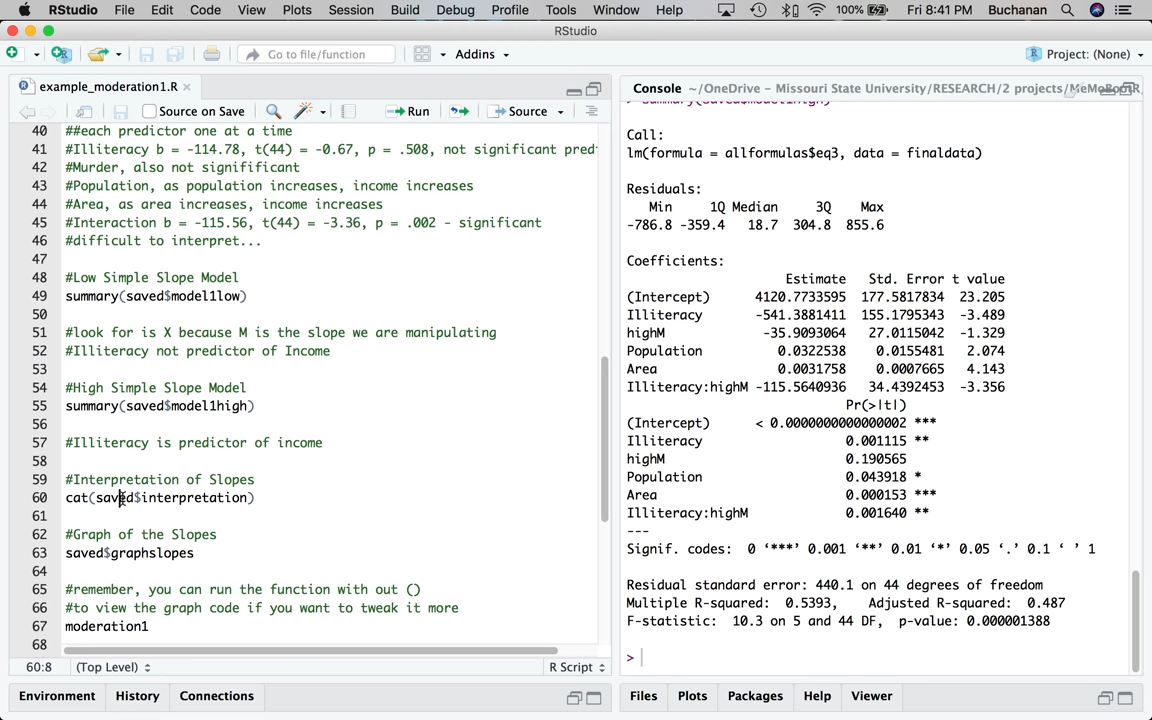 RStudio File Edit Code View Plots Session Build Debug Profile Tools Window Help 100% Fri 8:41 PM Buchanan
RStudio
Go to file/function Addins Project: (None)
example_moderation1.R
Source on Save Run Source
40 ##each predictor one at a time
41 #Illiteracy b = -114.78, t(44) = -0.67, p = .508, not significant pred
42 #Murder, also not signifificant
43 #Population, as population increases, income increases
44 #Area, as area increases, income increases
45 #Interaction b = -115.56, t(44) = -3.36, p = .002 - significant
46 #difficult to interpret...
47
48 #Low Simple Slope Model
49 summary(saved$model1low)
50
51 #look for is X because M is the slope we are manipulating
52 #Illiteracy not predictor of Income
53
54 #High Simple Slope Model
55 summary(saved$model1high)
56
57 #Illiteracy is predictor of income
58
59 #Interpretation of Slopes
60 cat(saved$interpretation)
61
62 #Graph of the Slopes
63 saved$graphslopes
64
65 #remember, you can run the function with out ()
66 #to view the graph code if you want to tweak it more
67 moderation1
68
60:8 (Top Level) R Script
Environment History Connections
Console ~/OneDrive – Missouri State University/RESEARCH/2 projects/
> summary(saved$model1high)
Call:
lm(formula = allformulas$eq3, data = finaldata)
Residuals:
Min 1Q Median 3Q Max
-786.8 -359.4 18.7 304.8 855.6
Coefficients:
Estimate Std. Error t value
(Intercept) 4120.7733595 177.5817834 23.205
Illiteracy -541.3881411 155.1795343 -3.489
highM -35.9093064 27.0115042 -1.329
Population 0.0322538 0.0155481 2.074
Area 0.0031758 0.0007665 4.143
Illiteracy:highM -115.5640936 34.4392453 -3.356
Pr(>|t|)
(Intercept) < 0.0000000000000002 ***
Illiteracy 0.001115 **
highM 0.190565
Population 0.043918 *
Area 0.000153 ***
Illiteracy:highM 0.001640 **
---
Signif. codes: 0 ‘***’ 0.001 ‘**’ 0.01 ‘*’ 0.05 ‘.’ 0.1 ‘ ’ 1
Residual standard error: 440.1 on 44 degrees of freedom
Multiple R-squared: 0.5393, Adjusted R-squared: 0.487
F-statistic: 10.3 on 5 and 44 DF, p-value: 0.000001388
>
Files Plots Packages Help Viewer